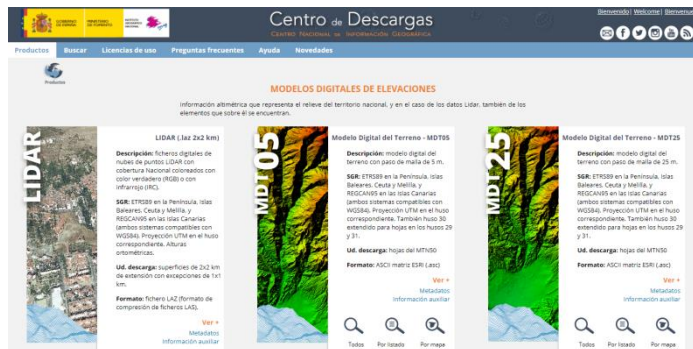 GOBIERNO DE ESPAÑA
MINISTERIO DE FOMENTO
Centro de Descargas
CENTRO NACIONAL DE INFORMACIÓN GEOGRÁFICA
Bienvenido | Welcome | Bienvenue
Productos Buscar Licencias de uso Preguntas frecuentes Ayuda Novedades
Productos
MODELOS DIGITALES DE ELEVACIONES
Información altimétrica que representa el relieve del territorio nacional, y en el caso de los datos Lidar, también de los
elementos que sobre él se encuentran.
LIDAR
LIDAR (.laz 2x2 km)
Descripción: ficheros digitales de
nubes de puntos LIDAR con
cobertura Nacional coloreados con
color verdadero (RGB) o con
infrarrojo (IRC).
SGR: ETRS89 en la Península, Islas
Baleares, Ceuta y Melilla, y
REGCAN95 en las Islas Canarias
(ambos sistemas compatibles con
WGS84). Proyección UTM en el huso
correspondiente. Alturas
ortométricas.
Ud. descarga: superficies de 2x2 km
de extensión con excepciones de 1x1
km.
Formato: fichero LAZ (formato de
compresión de ficheros LAS).
Ver +
Metadatos
Información auxiliar
MDT05
Modelo Digital del Terreno - MDT05
Descripción: modelo digital del
terreno con paso de malla de 5 m.
SGR: ETRS89 en la Península, Islas
Baleares, Ceuta y Melilla, y
REGCAN95 en las Islas Canarias
(ambos sistemas compatibles con
WGS84). Proyección UTM en el huso
correspondiente. También huso 30
extendido para hojas en los husos 29
y 31.
Ud. descarga: hojas del MTN50
Formato: ASCII matriz ESRI (.asc)
Ver +
Metadatos
Información auxiliar
Todos Por listado Por mapa
MDT25
Modelo Digital del Terreno - MDT25
Descripción: modelo digital del
terreno con paso de malla de 25 m.
SGR: ETRS89 en la Península, Islas
Baleares, Ceuta y Melilla, y
REGCAN95 en las Islas Canarias
(ambos sistemas compatibles con
WGS84). Proyección UTM en el huso
correspondiente. También huso 30
extendido para hojas en los husos 29
y 31.
Ud. descarga: hojas del MTN50
Formato: ASCII matriz ESRI (.asc)
Ver +
Metadatos
Información auxiliar
Todos Por listado Por mapa